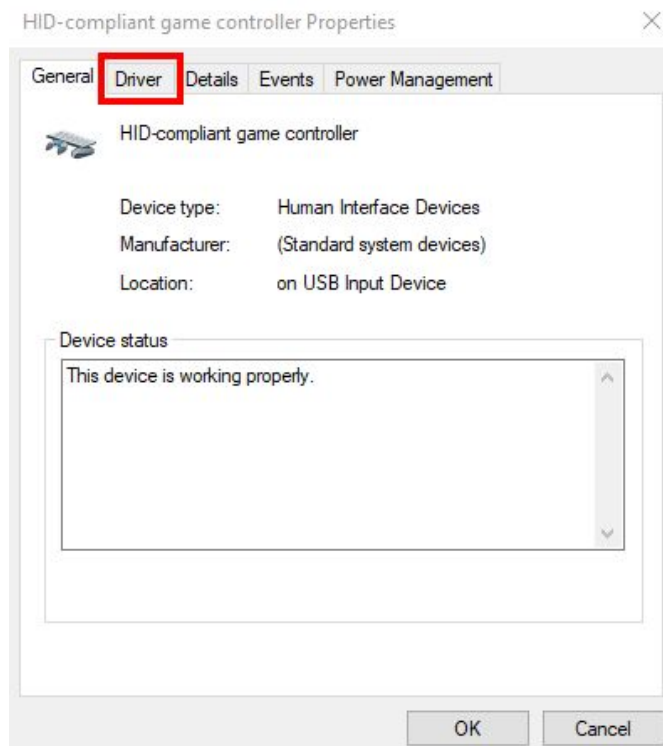 HID-compliant game controller Properties
General Driver Details Events Power Management
HID-compliant game controller
Device type: Human Interface Devices
Manufacturer: (Standard system devices)
Location: on USB Input Device
Device status
This device is working properly.
OK Cancel